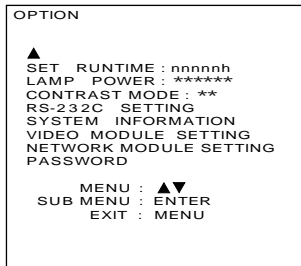 OPTION
▲
SET RUNTIME : nnnnnh
LAMP POWER : ******
CONTRAST MODE : **
RS-232C SETTING
SYSTEM INFORMATION
VIDEO MODULE SETTING
NETWORK MODULE SETTING
PASSWORD
MENU : ▲▼
SUB MENU : ENTER
EXIT : MENU